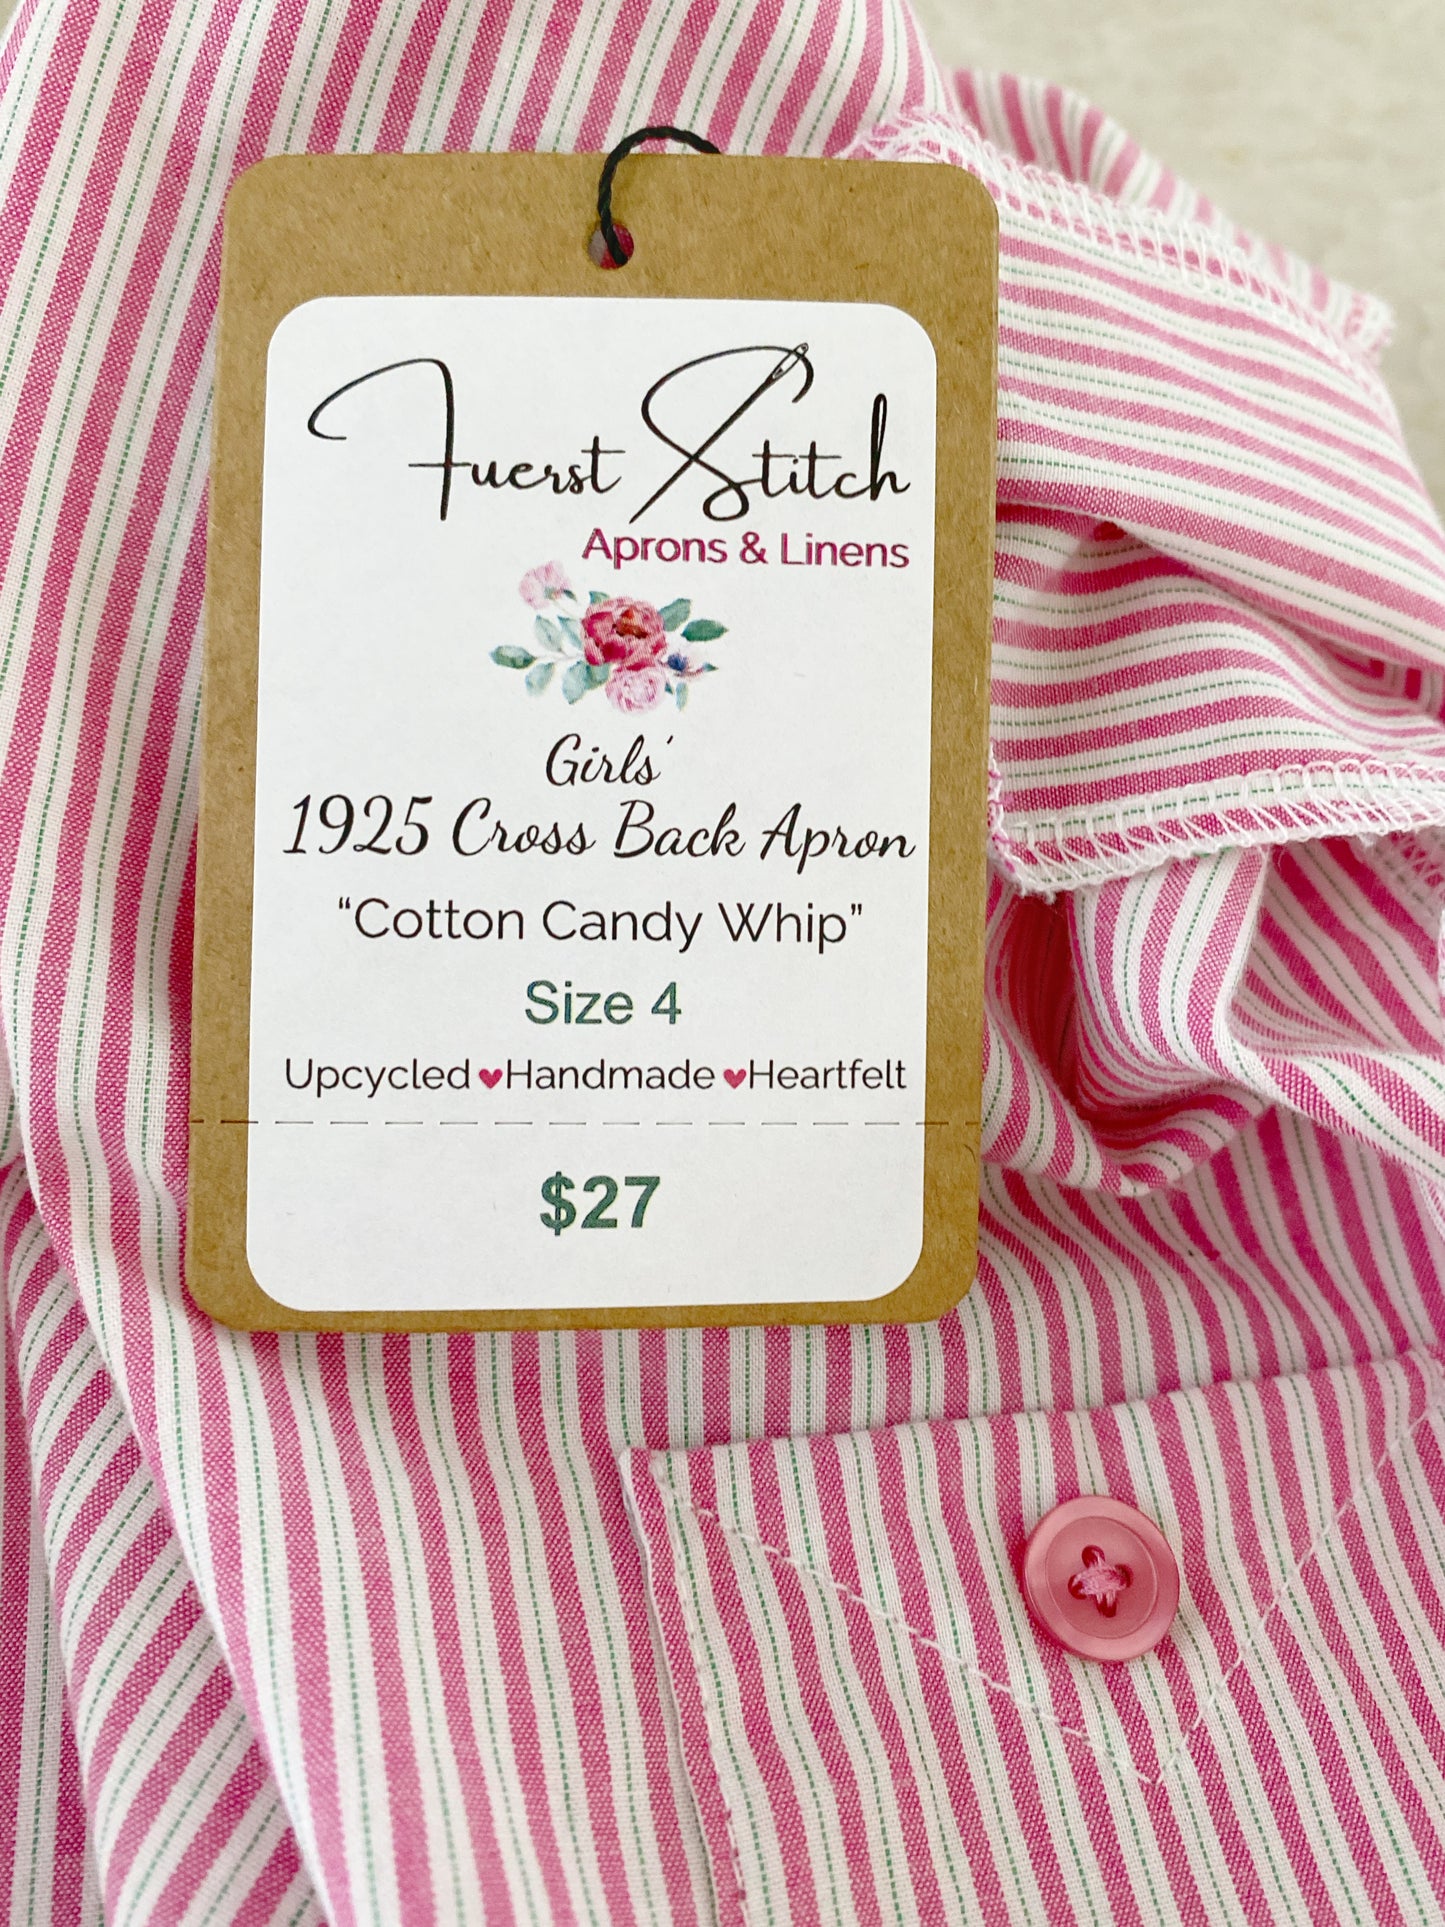 Fuerst Stitch
Aprons & Linens
Girls'
1925 Cross Back Apron
“Cotton Candy Whip”
Size 4
Upcycled♥Handmade♥Heartfelt
$27